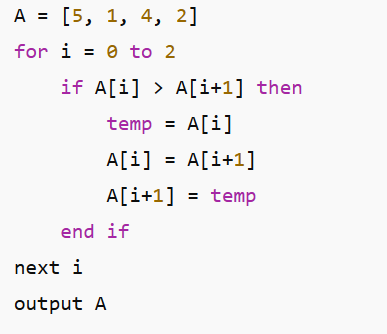 A = [5, 1, 4, 2]
for i = 0 to 2
    if A[i] > A[i+1] then
        temp = A[i]
        A[i] = A[i+1]
        A[i+1] = temp
    end if
next i
output A